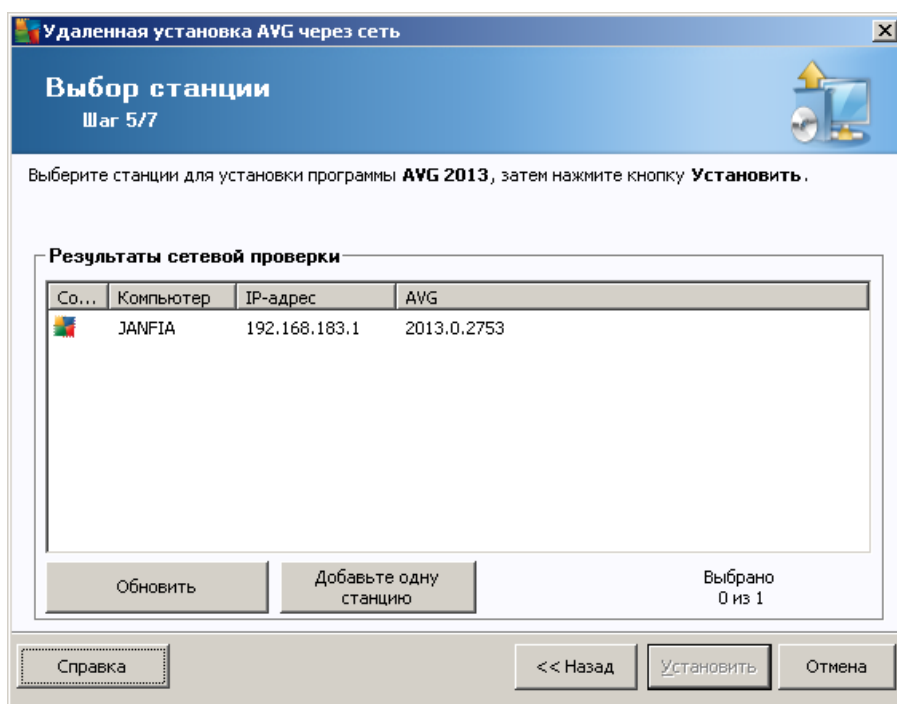 Удаленная установка AVG через сеть
Выбор станции
Шаг 5/7
Выберите станции для установки программы AVG 2013, затем нажмите кнопку Установить.
Результаты сетевой проверки
Со... Компьютер IP-адрес AVG
JANFIA 192.168.183.1 2013.0.2753
Обновить
Добавьте одну
станцию
Выбрано
0 из 1
Справка
<< Назад
Установить
Отмена